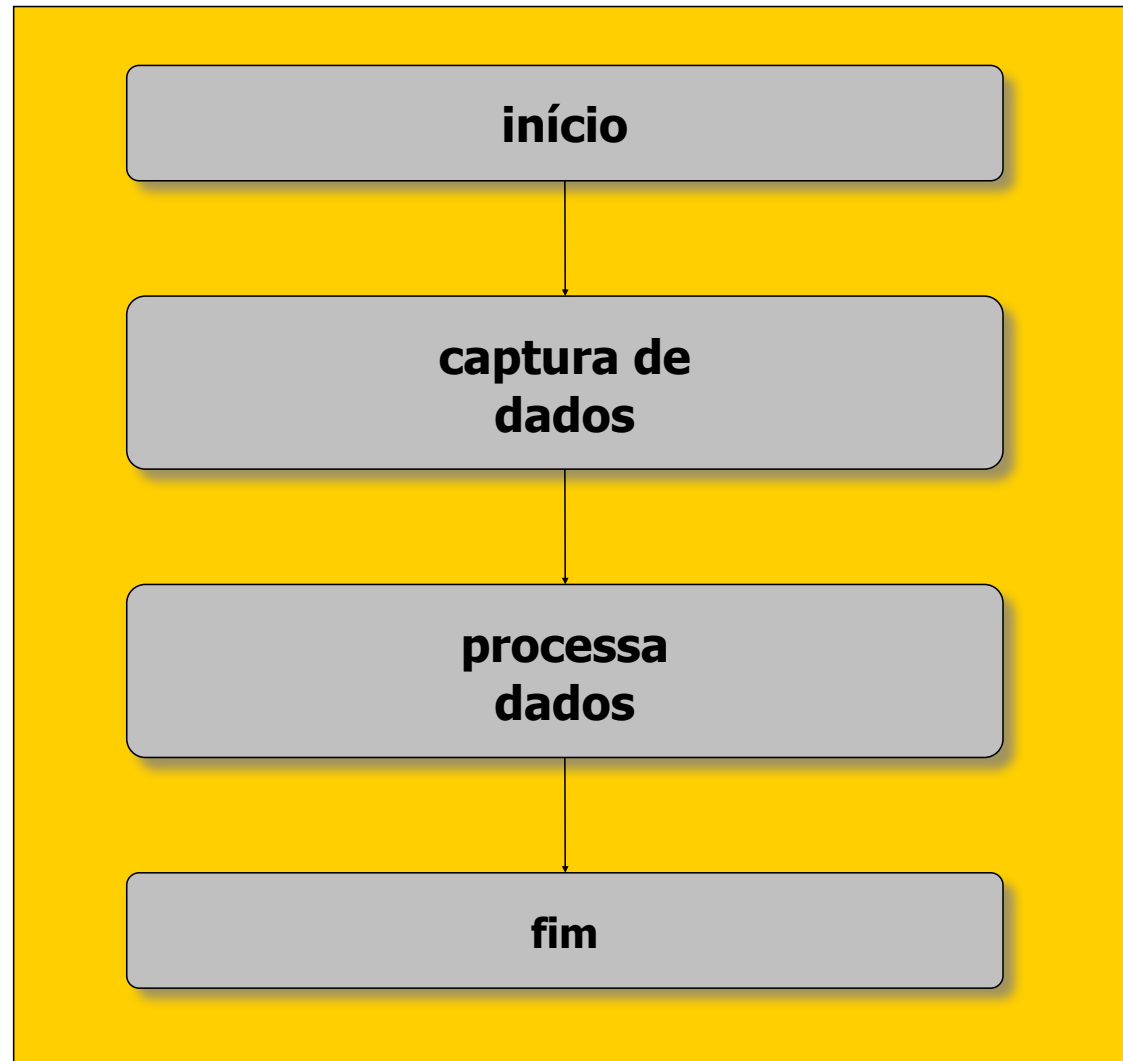 início
captura de
dados
processa
dados
fim